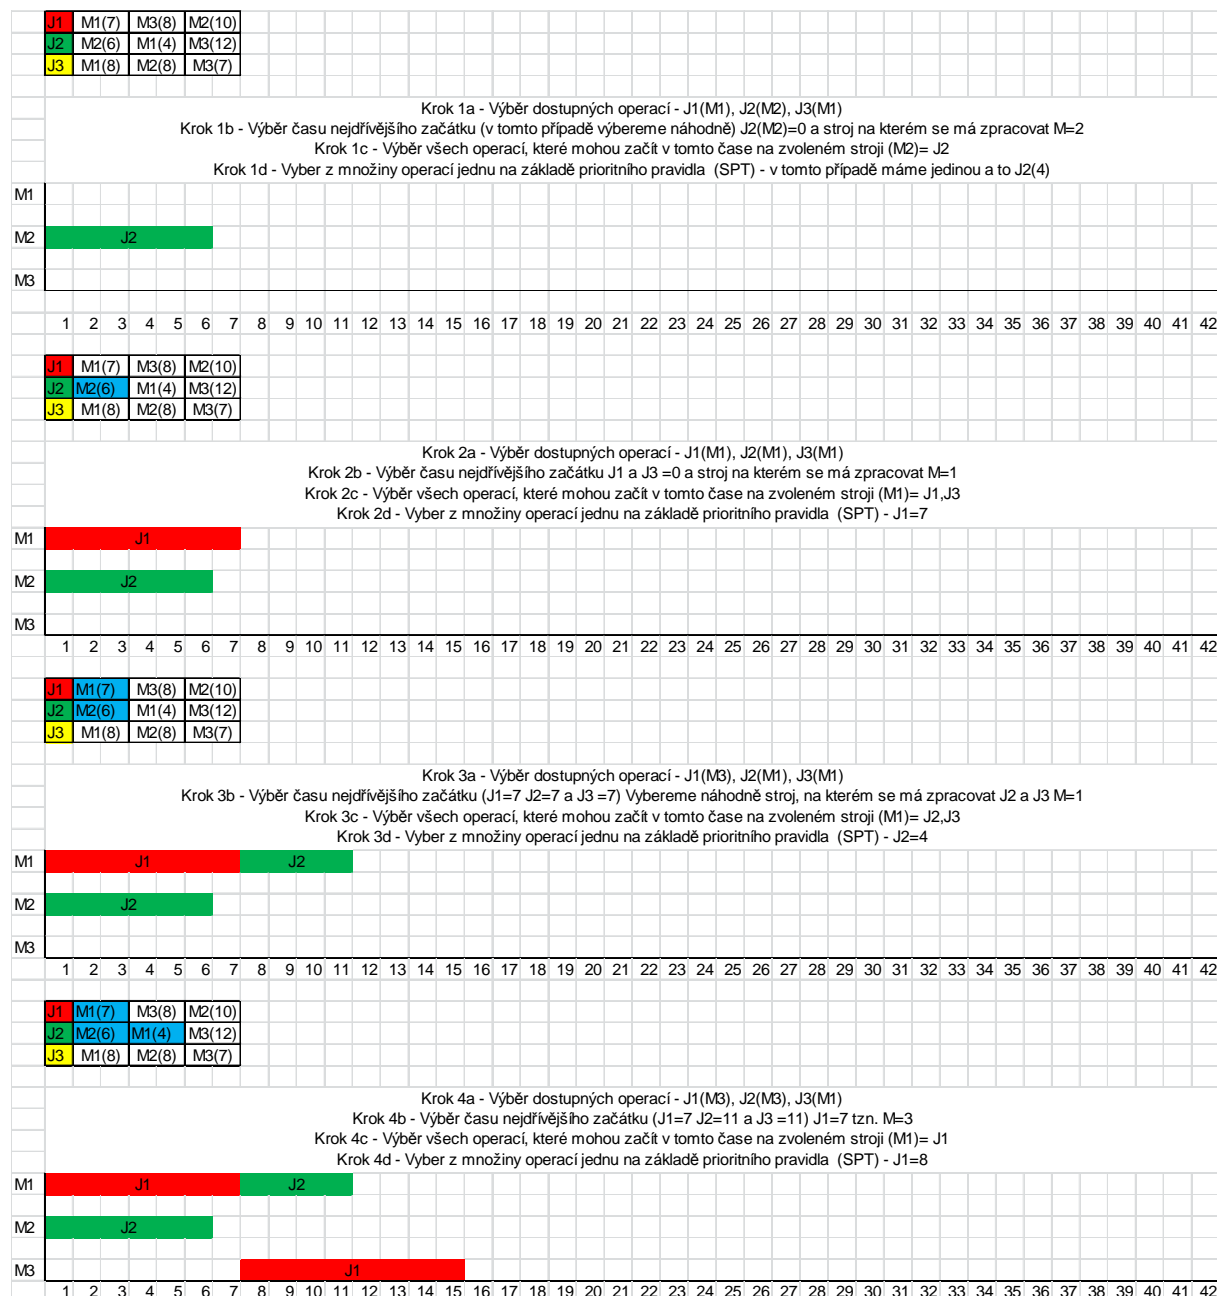 J1 M1(7) M3(8) M2(10)
J2 M2(6) M1(4) M3(12)
J3 M1(8) M2(8) M3(7)
Krok 1a - Výběr dostupných operací - J1(M1), J2(M2), J3(M1)
Krok 1b - Výběr času nejdřívějšího začátku (v tomto případě výbereme náhodně) J2(M2)=0 a stroj na kterém se má zpracovat M=2
Krok 1c - Výběr všech operací, které mohou začít v tomto čase na zvoleném stroji (M2)= J2
Krok 1d - Vyber z množiny operací jednu na základě prioritního pravidla (SPT) - v tomto případě máme jedinou a to J2(4)
M1
M2 J2
M3
1 2 3 4 5 6 7 8 9 10 11 12 13 14 15 16 17 18 19 20 21 22 23 24 25 26 27 28 29 30 31 32 33 34 35 36 37 38 39 40 41 42
J1 M1(7) M3(8) M2(10)
J2 M2(6) M1(4) M3(12)
J3 M1(8) M2(8) M3(7)
Krok 2a - Výběr dostupných operací - J1(M1), J2(M1), J3(M1)
Krok 2b - Výběr času nejdřívějšího začátku J1 a J3 =0 a stroj na kterém se má zpracovat M=1
Krok 2c - Výběr všech operací, které mohou začít v tomto čase na zvoleném stroji (M1)= J1,J3
Krok 2d - Vyber z množiny operací jednu na základě prioritního pravidla (SPT) - J1=7
M1 J1
M2 J2
M3
1 2 3 4 5 6 7 8 9 10 11 12 13 14 15 16 17 18 19 20 21 22 23 24 25 26 27 28 29 30 31 32 33 34 35 36 37 38 39 40 41 42
J1 M1(7) M3(8) M2(10)
J2 M2(6) M1(4) M3(12)
J3 M1(8) M2(8) M3(7)
Krok 3a - Výběr dostupných operací - J1(M3), J2(M1), J3(M1)
Krok 3b - Výběr času nejdřívějšího začátku (J1=7 J2=7 a J3 =7) Vybereme náhodně stroj, na kterém se má zpracovat J2 a J3 M=1
Krok 3c - Výběr všech operací, které mohou začít v tomto čase na zvoleném stroji (M1)= J2,J3
Krok 3d - Vyber z množiny operací jednu na základě prioritního pravidla (SPT) - J2=4
M1 J1 J2
M2 J2
M3
1 2 3 4 5 6 7 8 9 10 11 12 13 14 15 16 17 18 19 20 21 22 23 24 25 26 27 28 29 30 31 32 33 34 35 36 37 38 39 40 41 42
J1 M1(7) M3(8) M2(10)
J2 M2(6) M1(4) M3(12)
J3 M1(8) M2(8) M3(7)
Krok 4a - Výběr dostupných operací - J1(M3), J2(M3), J3(M1)
Krok 4b - Výběr času nejdřívějšího začátku (J1=7 J2=11 a J3 =11) J1=7 tzn. M=3
Krok 4c - Výběr všech operací, které mohou začít v tomto čase na zvoleném stroji (M1)= J1
Krok 4d - Vyber z množiny operací jednu na základě prioritního pravidla (SPT) - J1=8
M1 J1 J2
M2 J2
M3 J1
1 2 3 4 5 6 7 8 9 10 11 12 13 14 15 16 17 18 19 20 21 22 23 24 25 26 27 28 29 30 31 32 33 34 35 36 37 38 39 40 41 42